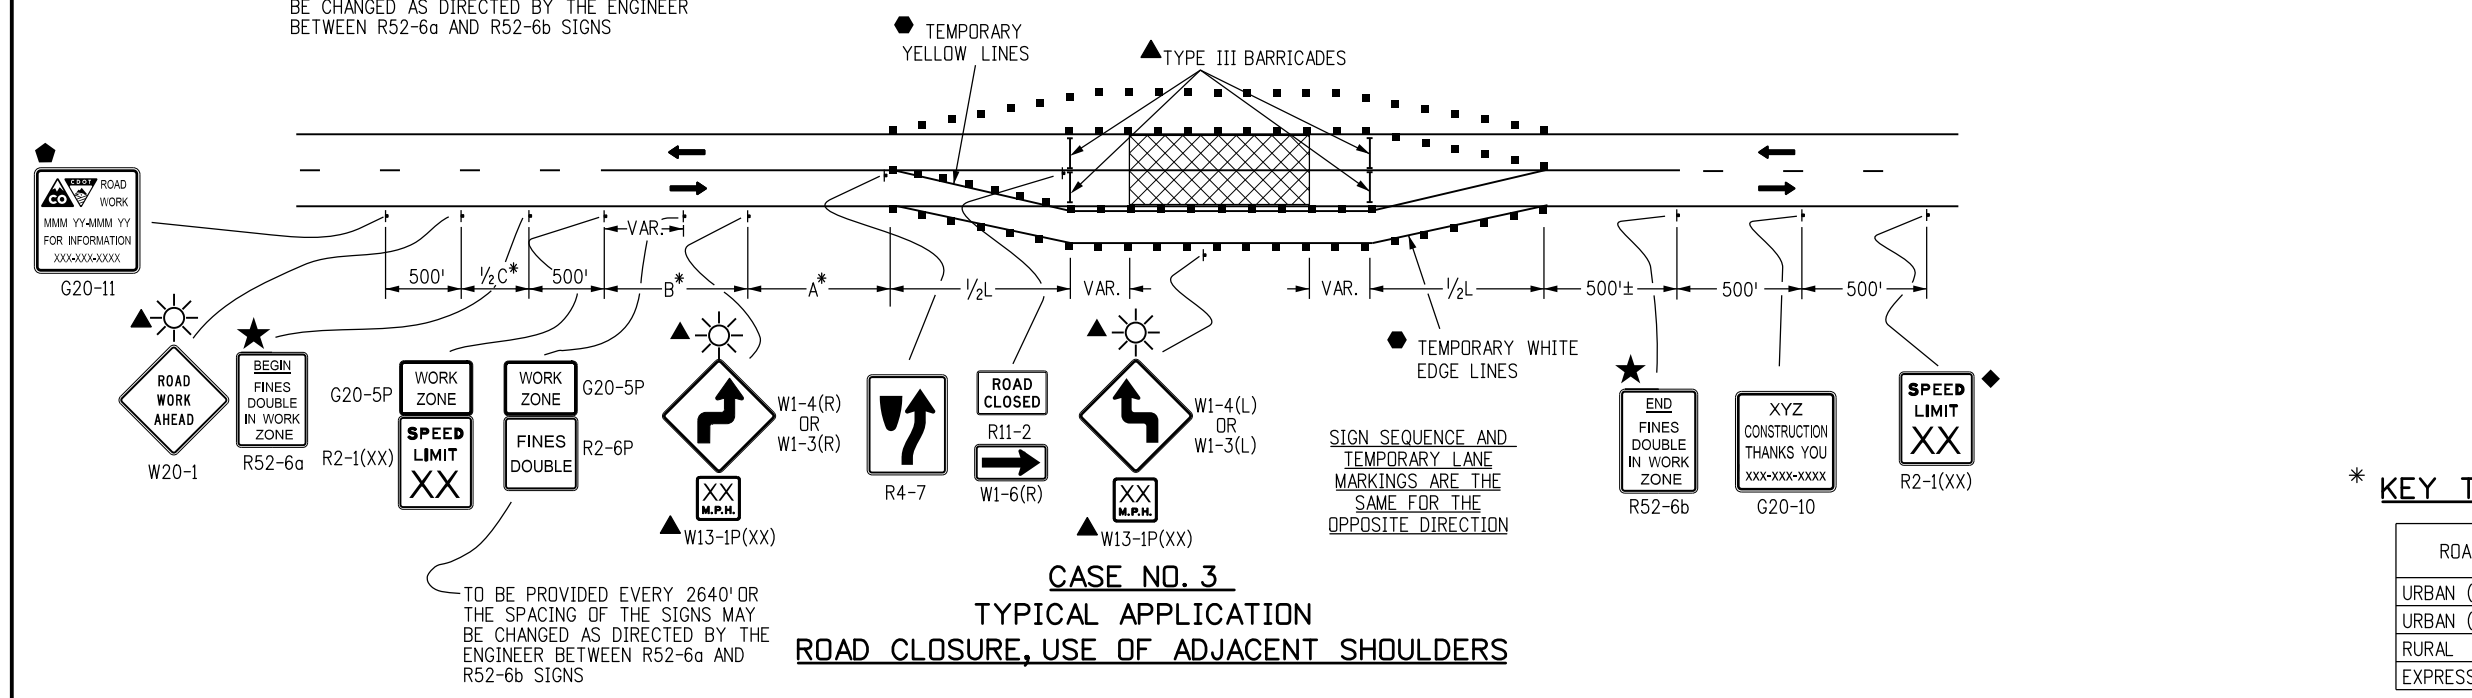 BE CHANGED AS DIRECTED BY THE ENGINEER
BETWEEN R52-6a AND R52-6b SIGNS
TEMPORARY
YELLOW LINES
TYPE III BARRICADES
CO
CDOT
ROAD
WORK
MMM YY-MMM YY
FOR INFORMATION
XXX-XXX-XXXX
G20-11
VAR.
500'
½C*
500'
B*
A*
½L
VAR.
VAR.
½L
500'±
500'
500'
ROAD
WORK
AHEAD
W20-1
BEGIN
FINES
DOUBLE
IN WORK
ZONE
R52-6a
G20-5P
WORK
ZONE
R2-1(XX)
SPEED
LIMIT
XX
WORK
ZONE
G20-5P
FINES
DOUBLE
R2-6P
W1-4(R)
OR
W1-3(R)
XX
M.P.H.
W13-1P(XX)
R4-7
ROAD
CLOSED
R11-2
W1-6(R)
W1-4(L)
OR
W1-3(L)
XX
M.P.H.
W13-1P(XX)
TEMPORARY WHITE
EDGE LINES
SIGN SEQUENCE AND
TEMPORARY LANE
MARKINGS ARE THE
SAME FOR THE
OPPOSITE DIRECTION
END
FINES
DOUBLE
IN WORK
ZONE
R52-6b
XYZ
CONSTRUCTION
THANKS YOU
XXX-XXX-XXXX
G20-10
SPEED
LIMIT
XX
R2-1(XX)
TO BE PROVIDED EVERY 2640' OR
THE SPACING OF THE SIGNS MAY
BE CHANGED AS DIRECTED BY THE
ENGINEER BETWEEN R52-6a AND
R52-6b SIGNS
CASE NO. 3
TYPICAL APPLICATION
ROAD CLOSURE, USE OF ADJACENT SHOULDERS
* KEY T
ROA
URBAN (
URBAN (
RURAL
EXPRESS